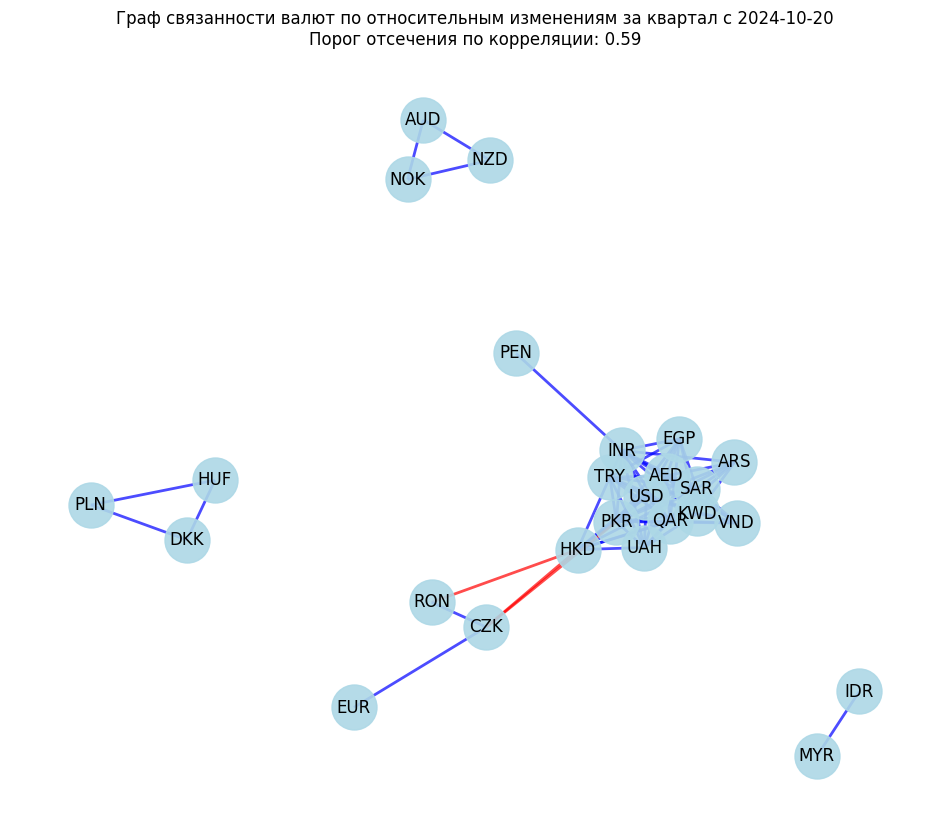 Граф связанности валют по относительным изменениям за квартал с 2024-10-20
Порог отсечения по корреляции: 0.59
AUD
NZD
NOK
PEN
EGP
INR
ARS
AED
TRY
SAR
HUF
USD
PLN
KWD
PKR
QAR
VND
DKK
UAH
HKD
RON
CZK
IDR
EUR
MYR